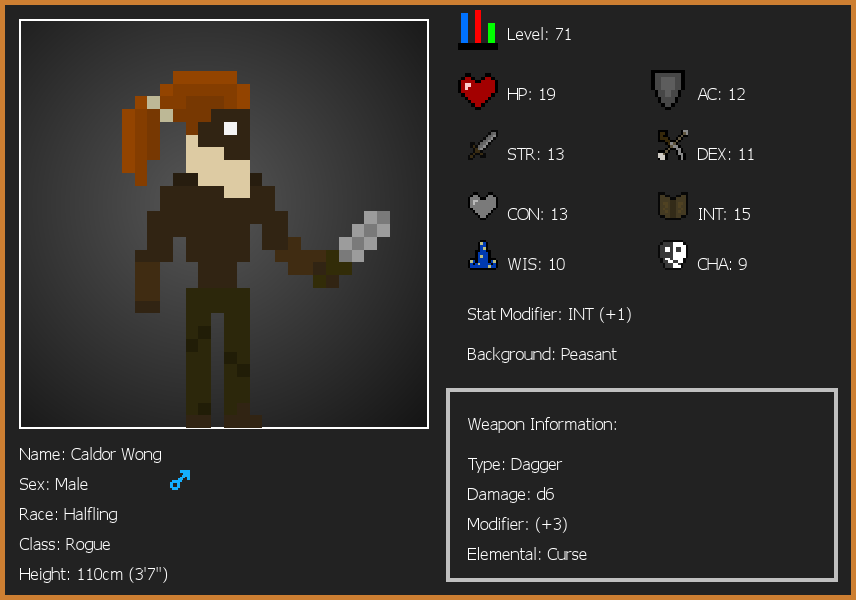 Level: 71
HP: 19
AC: 12
STR: 13
DEX: 11
CON: 13
INT: 15
WIS: 10
CHA: 9
Stat Modifier: INT (+1)
Background: Peasant
Weapon Information:
Type: Dagger
Damage: d6
Modifier: (+3)
Elemental: Curse
Name: Caldor Wong
Sex: Male
Race: Halfling
Class: Rogue
Height: 110cm (3'7")